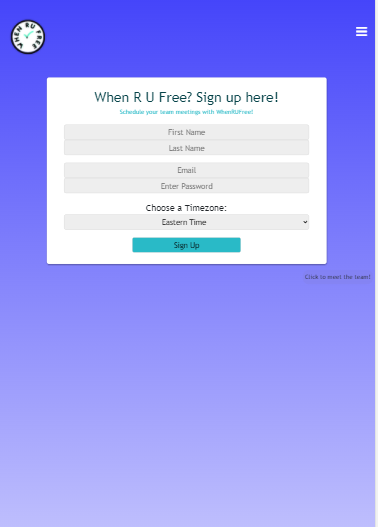 WHEN R U FREE
When R U Free? Sign up here!
Schedule your team meetings with WhenRUFree!
First Name
Last Name
Email
Enter Password
Choose a Timezone:
Eastern Time
Sign Up
Click to meet the team!